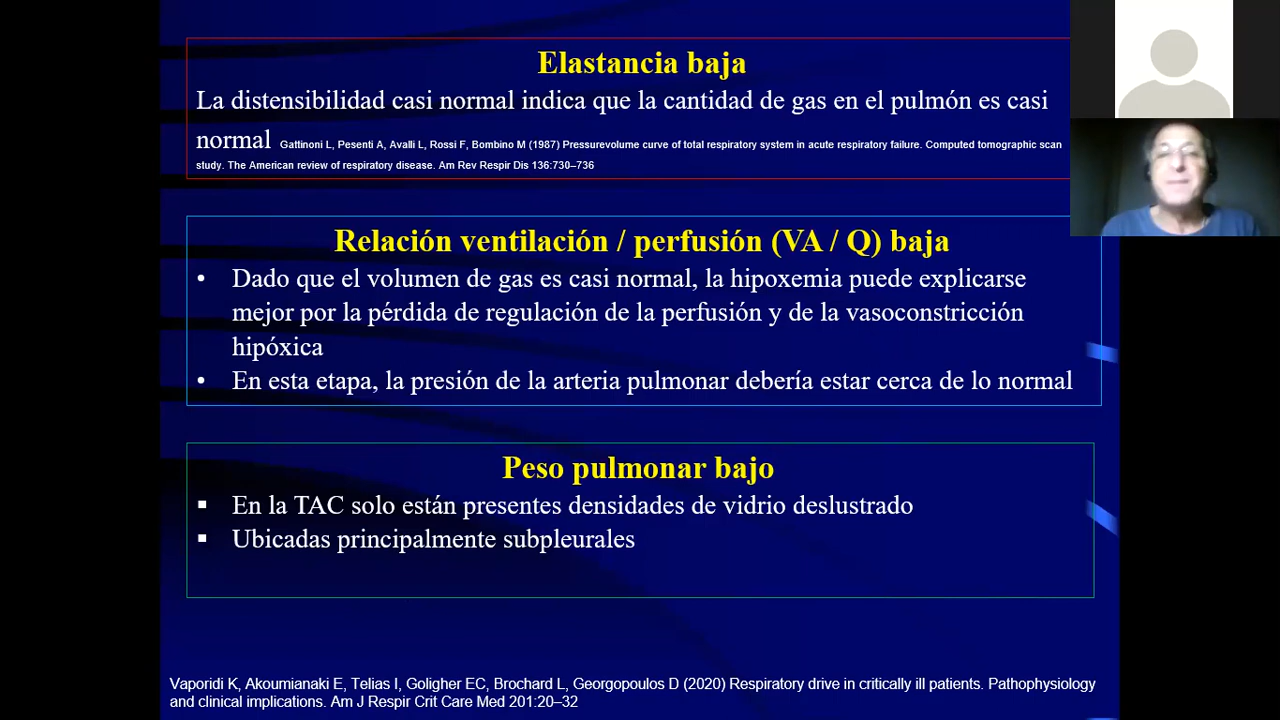 Elastancia baja
La distensibilidad casi normal indica que la cantidad de gas en el pulmón es casi
normal Gattinoni L, Pesenti A, Avalli L, Rossi F, Bombino M (1987) Pressurevolume curve of total respiratory system in acute respiratory failure. Computed tomographic scan
study. The American review of respiratory disease. Am Rev Respir Dis 136:730–736
Relación ventilación / perfusión (VA / Q) baja
• Dado que el volumen de gas es casi normal, la hipoxemia puede explicarse
mejor por la pérdida de regulación de la perfusión y de la vasoconstricción
hipóxica
• En esta etapa, la presión de la arteria pulmonar debería estar cerca de lo normal
Peso pulmonar bajo
▪ En la TAC solo están presentes densidades de vidrio deslustrado
▪ Ubicadas principalmente subpleurales
Vaporidi K, Akoumianaki E, Telias I, Goligher EC, Brochard L, Georgopoulos D (2020) Respiratory drive in critically ill patients. Pathophysiology
and clinical implications. Am J Respir Crit Care Med 201:20–32